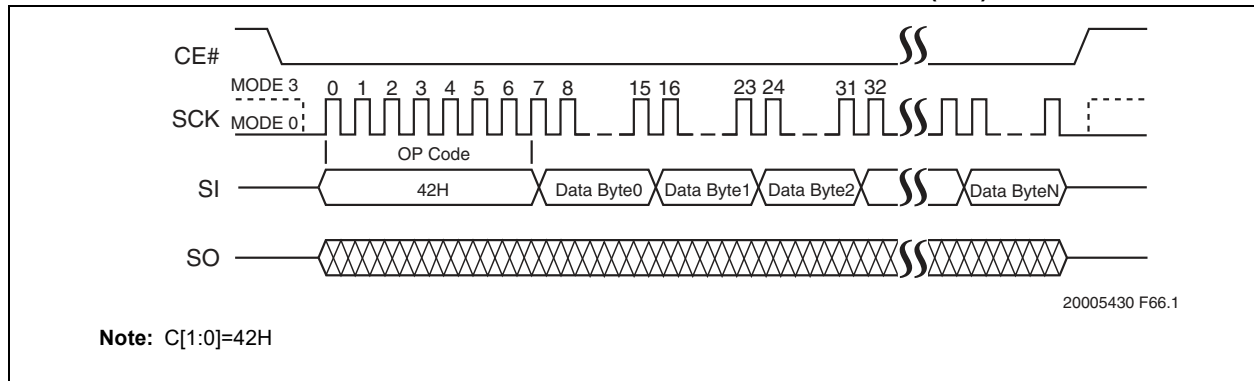 CE#
MODE 3
SCK MODE 0
0 1 2 3 4 5 6 7 8 15 16 23 24 31 32
OP Code
SI 42H Data Byte0 Data Byte1 Data Byte2 Data ByteN
SO
20005430 F66.1
Note: C[1:0]=42H